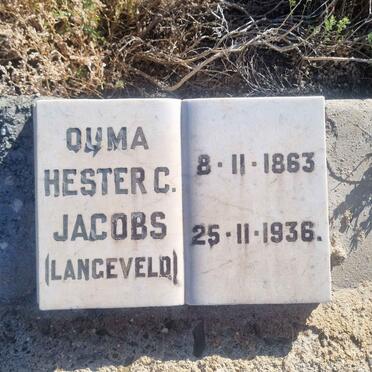 OUMA
HESTER C.
JACOBS
(LANGEVELD)
8·11·1863
25·11·1936.